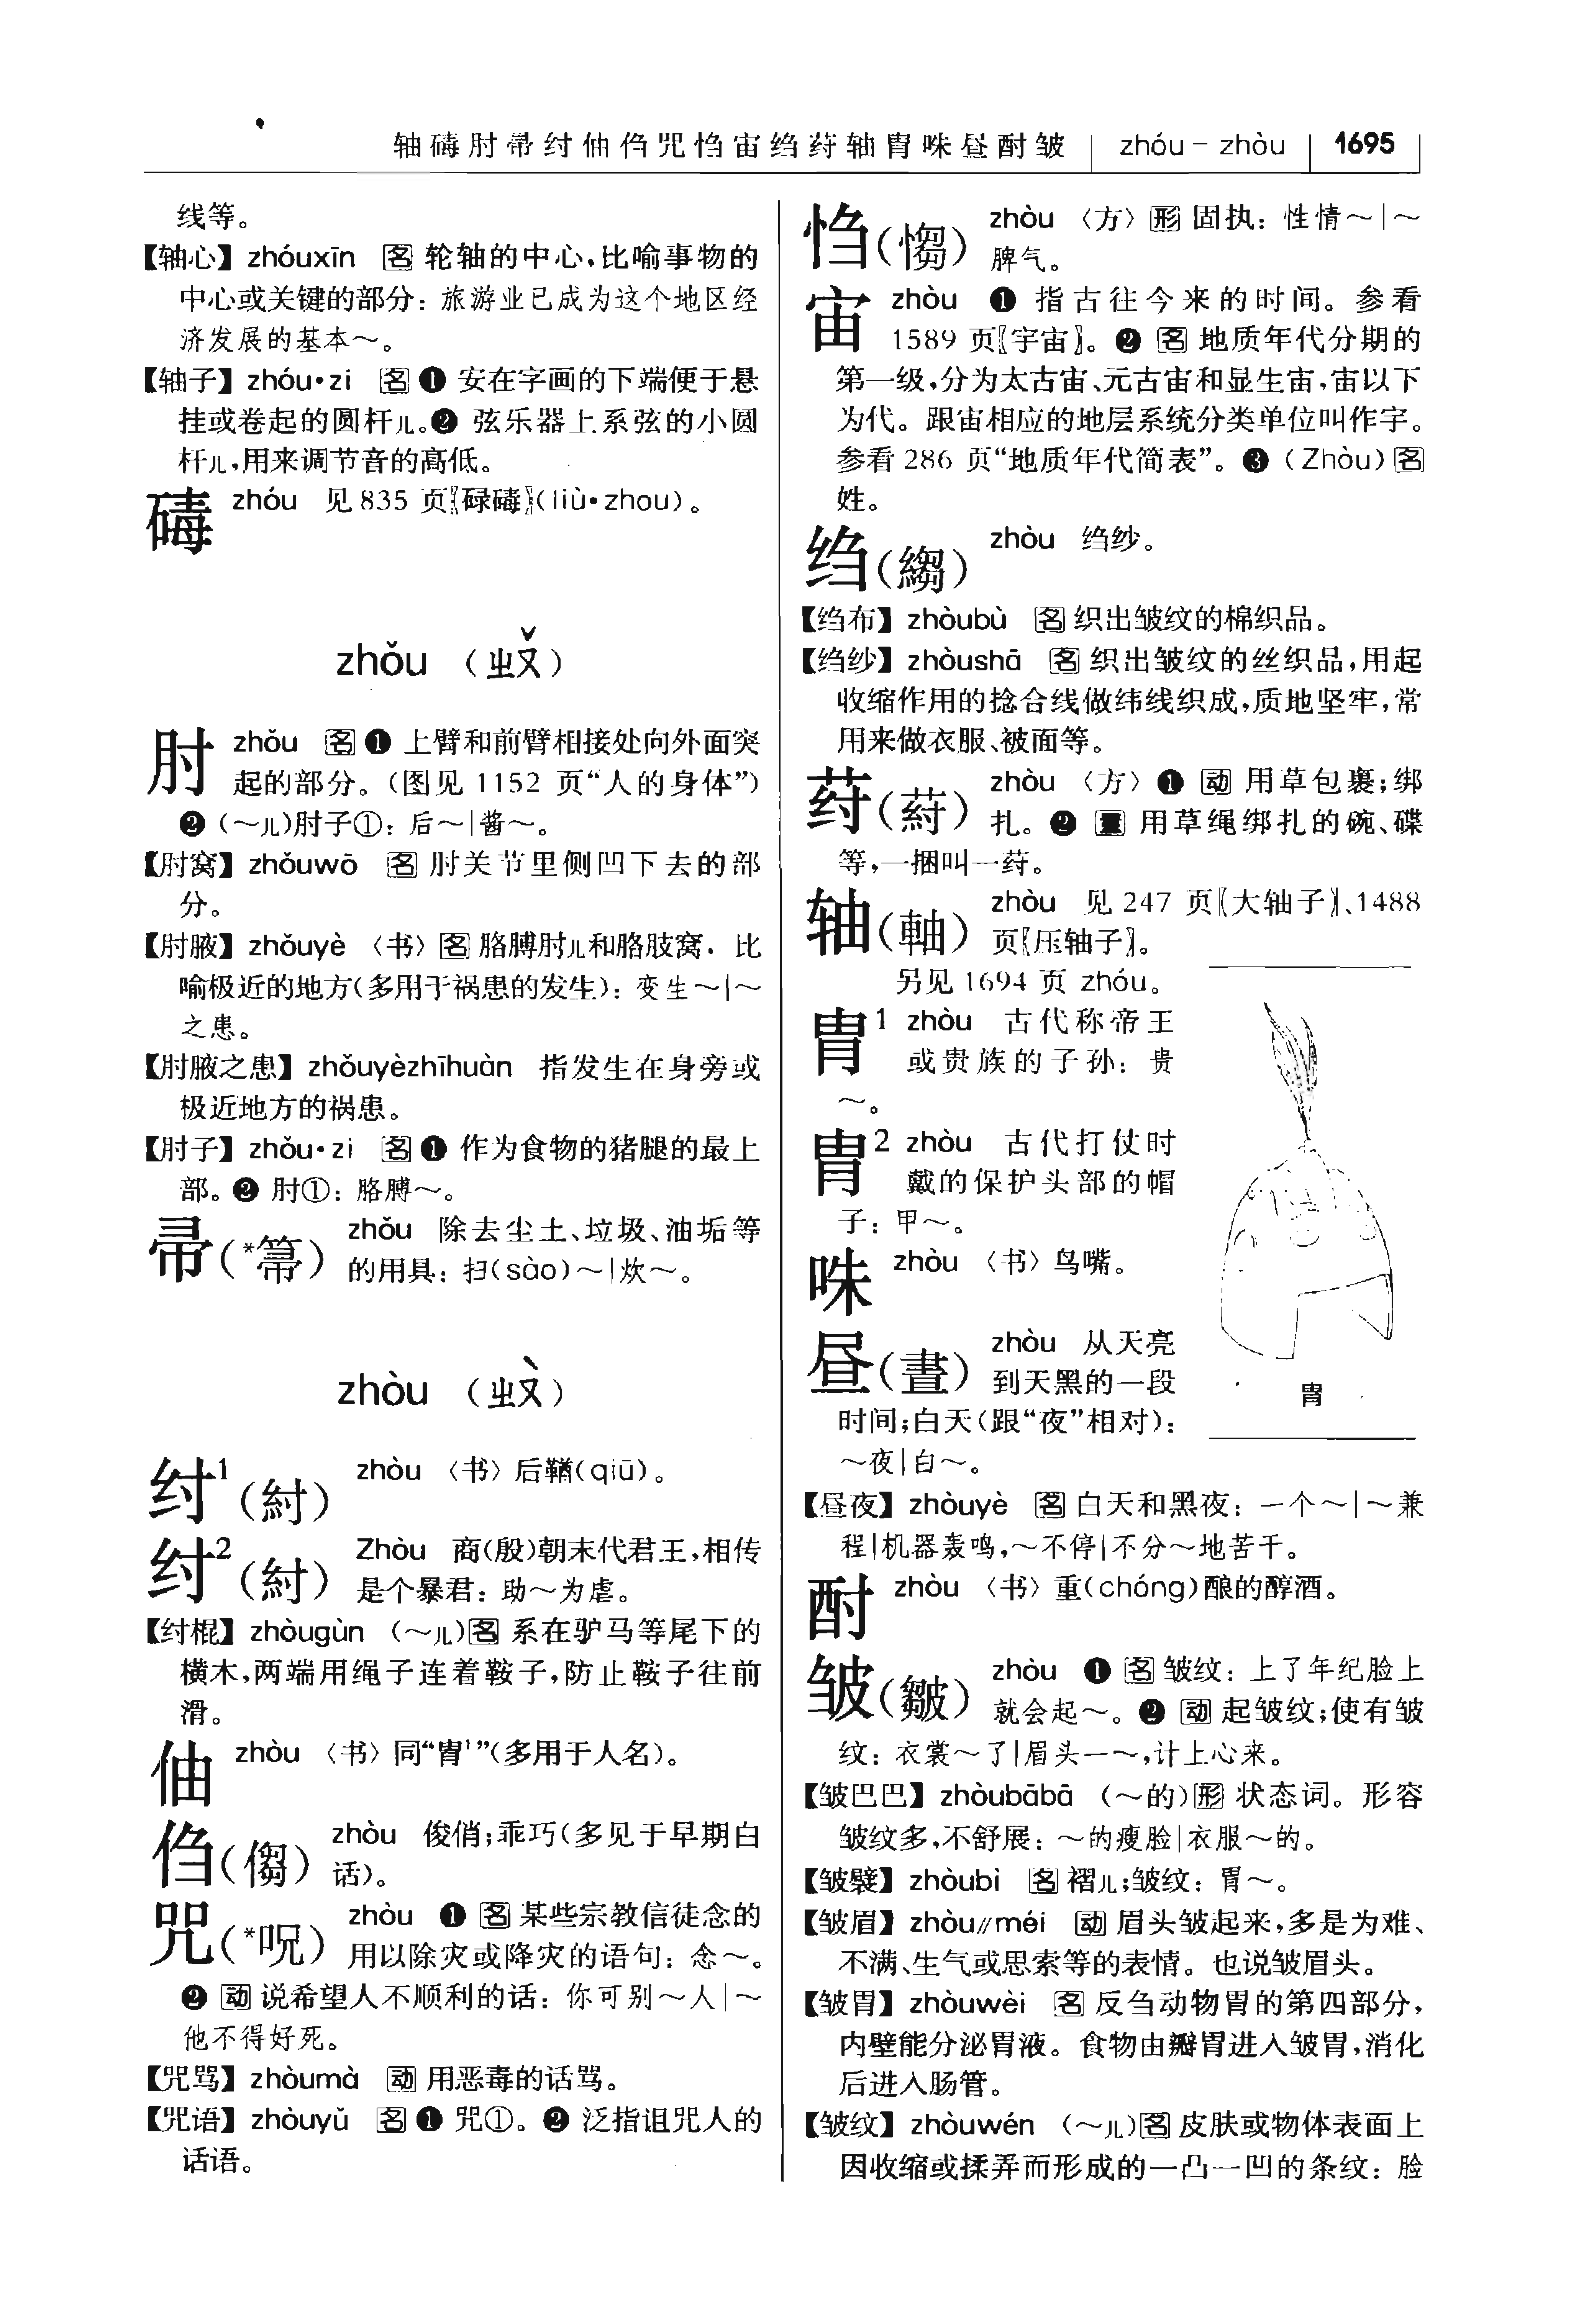 轴碡肘帚纣伷㑇咒㤘宙绉荮轴胄咮昼酎皱 zhóu – zhòu 1695
线等。
【轴心】 zhóuxīn 名 轮轴的中心，比喻事物的
中心或关键的部分：旅游业已成为这个地区经
济发展的基本～。
【轴子】 zhóu·zi 名 ❶ 安在字画的下端便于悬
挂或卷起的圆杆儿。❷ 弦乐器上系弦的小圆
杆儿，用来调节音的高低。
碡 zhóu 见 835 页〖碌碡〗(liù·zhou)。
zhǒu （ㄓㄡˇ）
肘 zhǒu 名 ❶ 上臂和前臂相接处向外面突
起的部分。（图见 1152 页“人的身体”）
❷（～儿）肘子①：后～｜酱～。
【肘窝】 zhǒuwō 名 肘关节里侧凹下去的部
分。
【肘腋】 zhǒuyè 〈书〉 名 胳膊肘儿和胳肢窝，比
喻极近的地方（多用于祸患的发生）：变生～｜～
之患。
【肘腋之患】 zhǒuyèzhīhuàn 指发生在身旁或
极近地方的祸患。
【肘子】 zhǒu·zi 名 ❶ 作为食物的猪腿的最上
部。❷ 肘①：胳膊～。
帚（*箒） zhǒu 除去尘土、垃圾、油垢等
的用具：扫(sào)～｜炊～。
zhòu （ㄓㄡˋ）
纣¹（紂） zhòu 〈书〉后鞧(qiū)。
纣²（紂） Zhòu 商（殷）朝末代君王，相传
是个暴君：助～为虐。
【纣棍】 zhòugùn （～儿） 名 系在驴马等尾下的
横木，两端用绳子连着鞍子，防止鞍子往前
滑。
伷 zhòu 〈书〉同“胄¹”（多用于人名）。
㑇（㑳） zhòu 俊俏；乖巧（多见于早期白
话）。
咒（*呪） zhòu ❶ 名 某些宗教信徒念的
用以除灾或降灾的语句：念～。
❷ 动 说希望人不顺利的话：你可别～人｜～
他不得好死。
【咒骂】 zhòumà 动 用恶毒的话骂。
【咒语】 zhòuyǔ 名 ❶ 咒①。❷ 泛指诅咒人的
话语。
㤘（㥮） zhòu 〈方〉 形 固执：性情～｜～
脾气。
宙 zhòu ❶ 指古往今来的时间。参看
1589 页〖宇宙〗。❷ 名 地质年代分期的
第一级，分为太古宙、元古宙和显生宙，宙以下
为代。跟宙相应的地层系统分类单位叫作宇。
参看 286 页“地质年代简表”。❸（Zhòu） 名
姓。
绉（縐） zhòu 绉纱。
【绉布】 zhòubù 名 织出皱纹的棉织品。
【绉纱】 zhòushā 名 织出皱纹的丝织品，用起
收缩作用的捻合线做纬线织成，质地坚牢，常
用来做衣服、被面等。
荮（葤） zhòu 〈方〉 ❶ 动 用草包裹；绑
扎。❷ 量 用草绳绑扎的碗、碟
等，一捆叫一荮。
轴（軸） zhòu 见 247 页〖大轴子〗、1488
页〖压轴子〗。
另见 1694 页 zhóu。
胄¹ zhòu 古代称帝王
或贵族的子孙：贵
～。
胄² zhòu 古代打仗时
戴的保护头部的帽
子：甲～。
咮 zhòu 〈书〉鸟嘴。
昼（晝） zhòu 从天亮
到天黑的一段
时间；白天（跟“夜”相对）：
～夜｜白～。
胄
【昼夜】 zhòuyè 名 白天和黑夜：一个～｜～兼
程｜机器轰鸣，～不停｜不分～地苦干。
酎 zhòu 〈书〉重(chóng)酿的醇酒。
皱（皺） zhòu ❶ 名 皱纹：上了年纪脸上
就会起～。❷ 动 起皱纹；使有皱
纹：衣裳～了｜眉头一～，计上心来。
【皱巴巴】 zhòubābā （～的） 形 状态词。形容
皱纹多，不舒展：～的瘦脸｜衣服～的。
【皱襞】 zhòubì 名 褶儿；皱纹：胃～。
【皱眉】 zhòu∥méi 动 眉头皱起来，多是为难、
不满、生气或思索等的表情。也说皱眉头。
【皱胃】 zhòuwèi 名 反刍动物胃的第四部分，
内壁能分泌胃液。食物由瓣胃进入皱胃，消化
后进入肠管。
【皱纹】 zhòuwén （～儿） 名 皮肤或物体表面上
因收缩或揉弄而形成的一凸一凹的条纹：脸